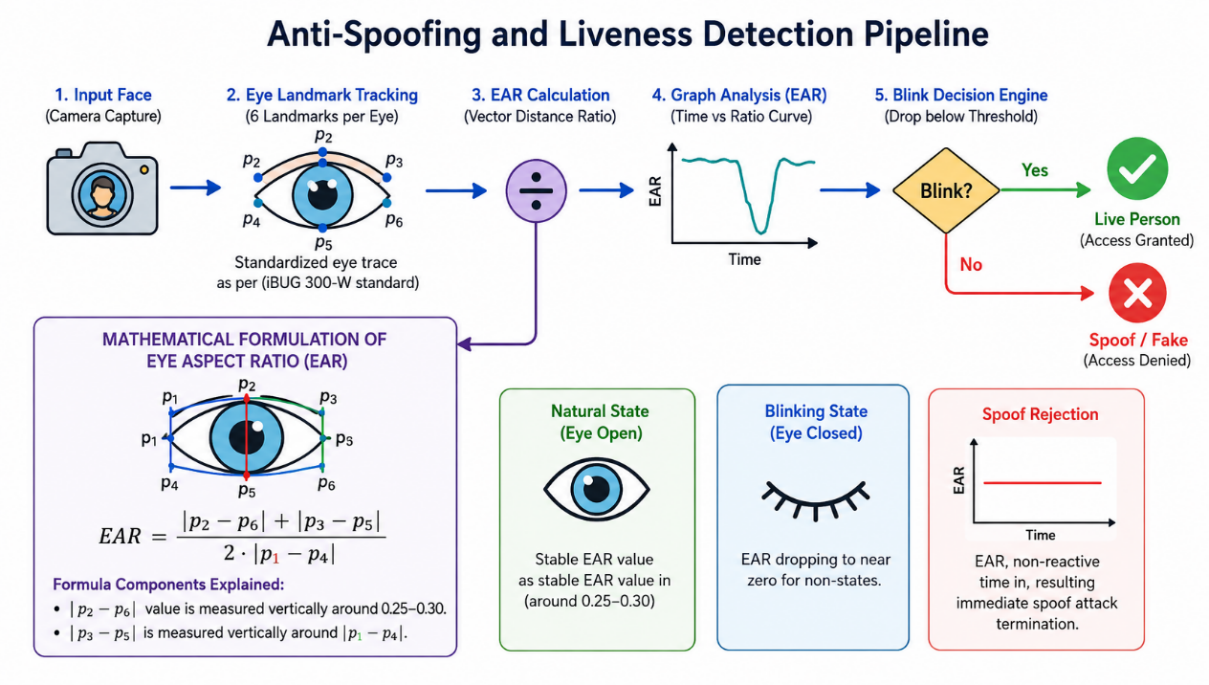 Anti-Spoofing and Liveness Detection Pipeline
1. Input Face
(Camera Capture)
2. Eye Landmark Tracking
(6 Landmarks per Eye)
p2
p2
p3
p4
p6
p5
Standardized eye trace
as per (iBUG 300-W standard)
3. EAR Calculation
(Vector Distance Ratio)
÷
4. Graph Analysis (EAR)
(Time vs Ratio Curve)
EAR
Time
5. Blink Decision Engine
(Drop below Threshold)
Blink?
Yes
Live Person
(Access Granted)
No
Spoof / Fake
(Access Denied)
MATHEMATICAL FORMULATION OF
EYE ASPECT RATIO (EAR)
p2
p1
p3
p1
p3
p4
p5
p6
EAR = (|p2 − p6| + |p3 − p5|) / (2 · |p1 − p4|)
Formula Components Explained:
• |p2 − p6| value is measured vertically around 0.25–0.30.
• |p3 − p5| is measured vertically around |p1 − p4|.
Natural State
(Eye Open)
Stable EAR value
as stable EAR value in
(around 0.25–0.30)
Blinking State
(Eye Closed)
EAR dropping to near
zero for non-states.
Spoof Rejection
EAR
Time
EAR, non-reactive
time in, resulting
immediate spoof attack
termination.